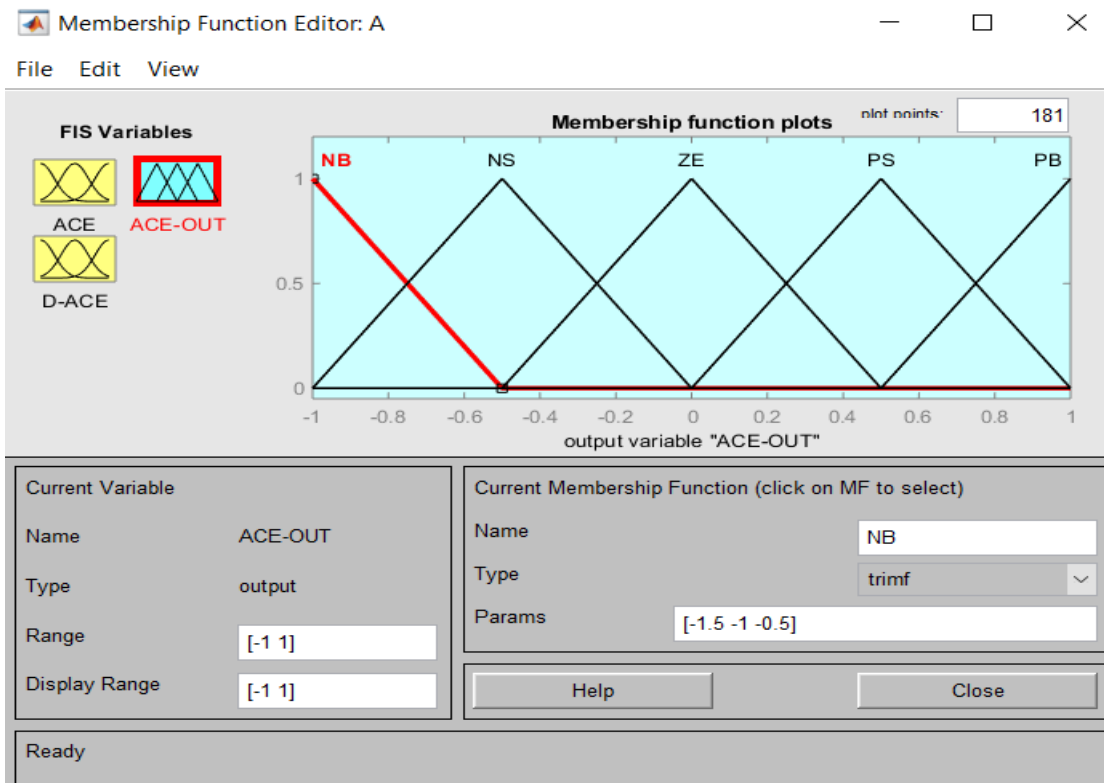 Membership Function Editor: A
File Edit View
FIS Variables
ACE
ACE-OUT
D-ACE
Membership function plots
plot points:
181
NB
NS
ZE
PS
PB
1
0.5
0
-1
-0.8
-0.6
-0.4
-0.2
0
0.2
0.4
0.6
0.8
1
output variable "ACE-OUT"
Current Variable
Name ACE-OUT
Type output
Range [-1 1]
Display Range [-1 1]
Current Membership Function (click on MF to select)
Name NB
Type trimf
Params [-1.5 -1 -0.5]
Help
Close
Ready